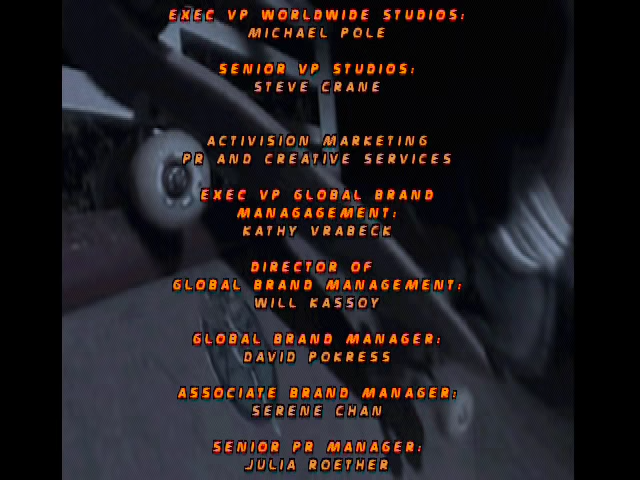 EXEC VP WORLDWIDE STUDIOS:
MICHAEL POLE
SENIOR VP STUDIOS:
STEVE CRANE
ACTIVISION MARKETING
PR AND CREATIVE SERVICES
EXEC VP GLOBAL BRAND
MANAGAGEMENT:
KATHY VRABECK
DIRECTOR OF
GLOBAL BRAND MANAGEMENT:
WILL KASSOY
GLOBAL BRAND MANAGER:
DAVID POKRESS
ASSOCIATE BRAND MANAGER:
SERENE CHAN
SENIOR PR MANAGER:
JULIA ROETHER